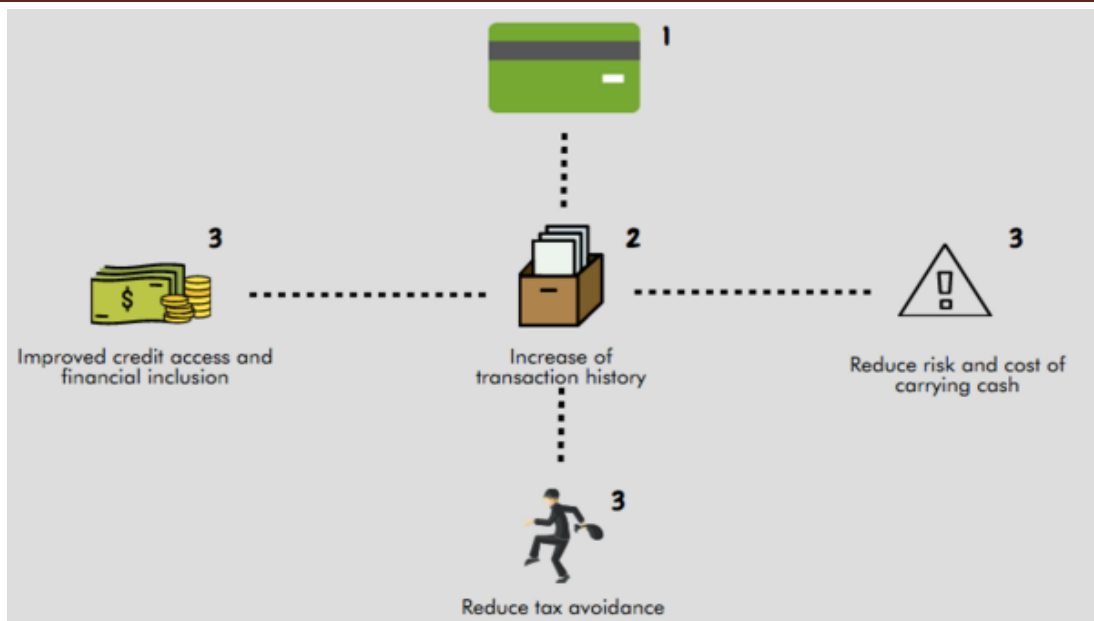 1
3
2
3
$
Improved credit access and
financial inclusion
Increase of
transaction history
Reduce risk and cost of
carrying cash
3
Reduce tax avoidance